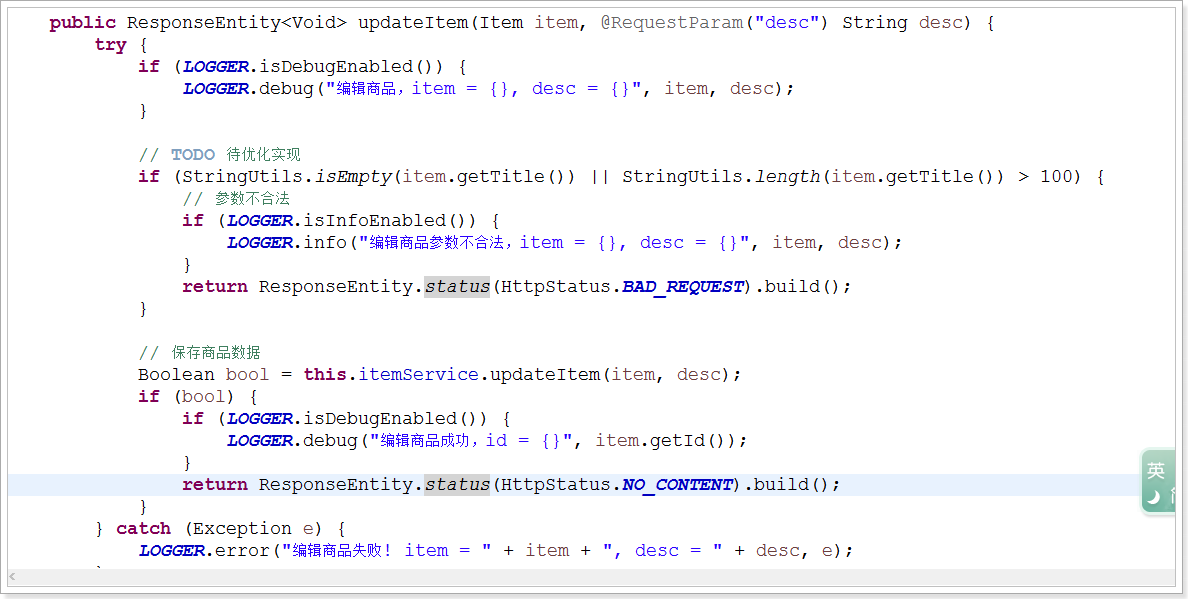 public ResponseEntity<Void> updateItem(Item item, @RequestParam("desc") String desc) {
try {
if (LOGGER.isDebugEnabled()) {
LOGGER.debug("编辑商品，item = {}, desc = {}", item, desc);
}
// TODO 待优化实现
if (StringUtils.isEmpty(item.getTitle()) || StringUtils.length(item.getTitle()) > 100) {
// 参数不合法
if (LOGGER.isInfoEnabled()) {
LOGGER.info("编辑商品参数不合法，item = {}, desc = {}", item, desc);
}
return ResponseEntity.status(HttpStatus.BAD_REQUEST).build();
}
// 保存商品数据
Boolean bool = this.itemService.updateItem(item, desc);
if (bool) {
if (LOGGER.isDebugEnabled()) {
LOGGER.debug("编辑商品成功，id = {}", item.getId());
}
return ResponseEntity.status(HttpStatus.NO_CONTENT).build();
}
} catch (Exception e) {
LOGGER.error("编辑商品失败! item = " + item + ", desc = " + desc, e);
英